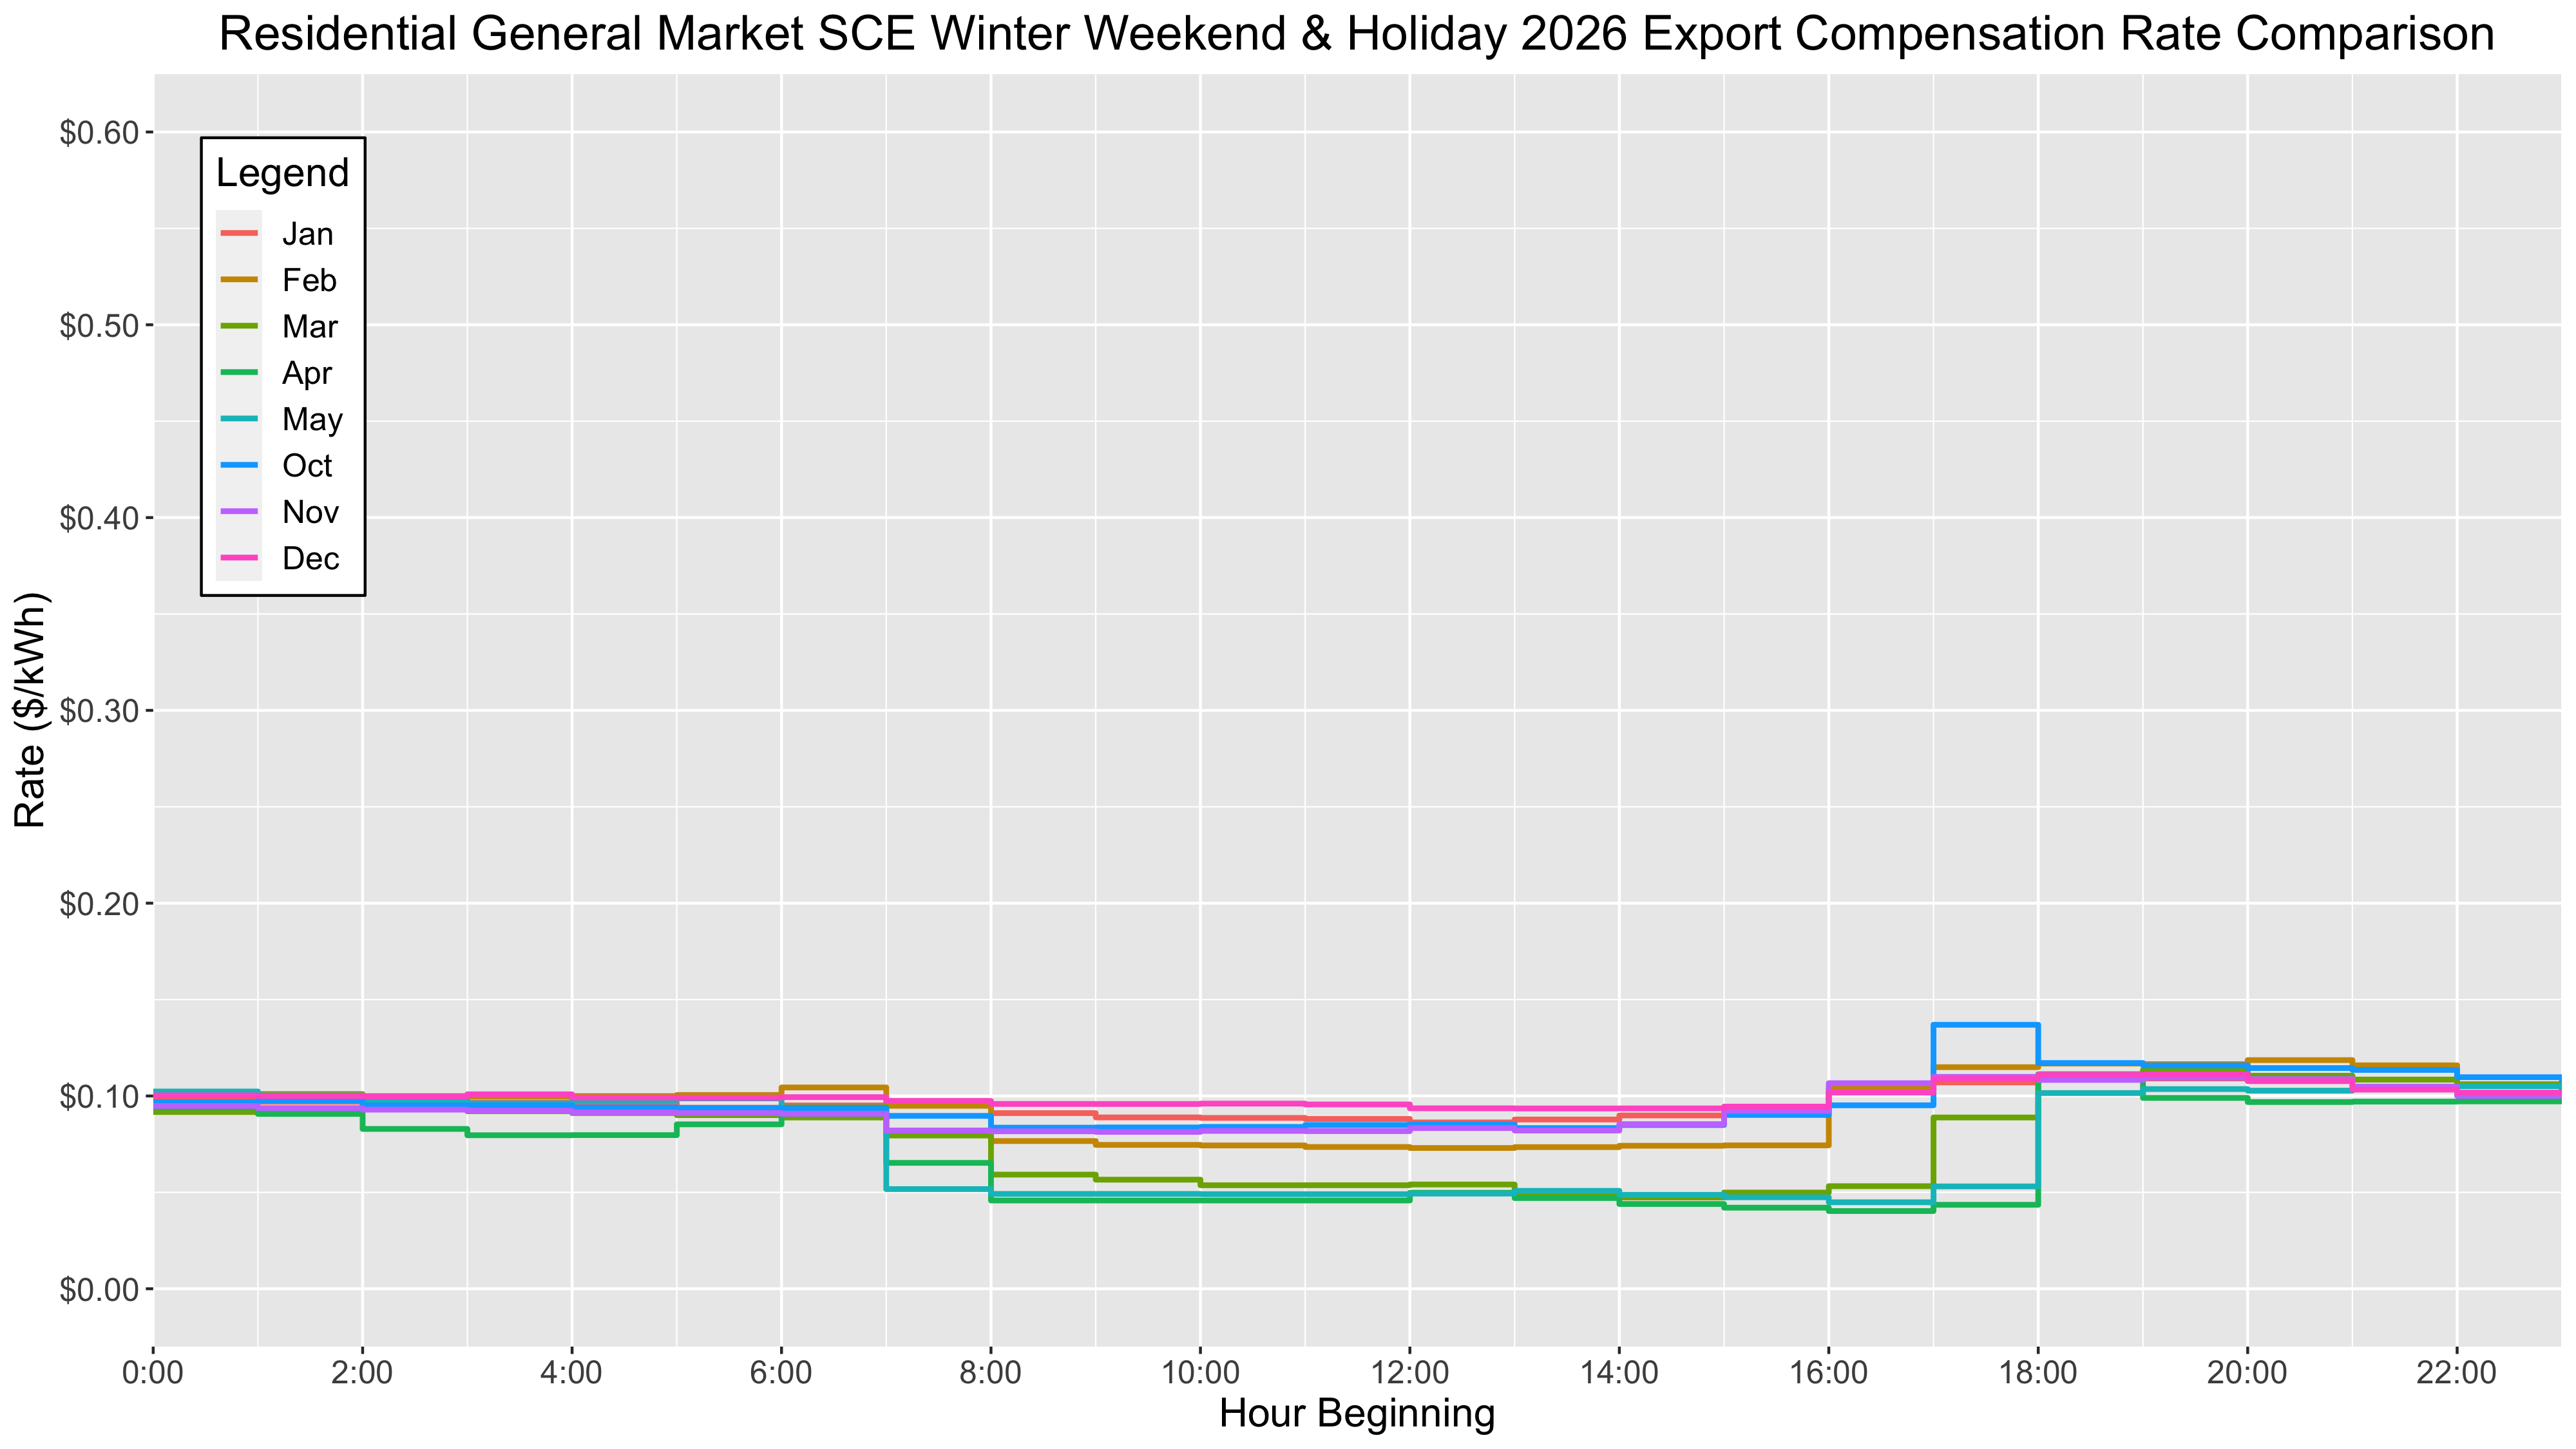 Residential General Market SCE Winter Weekend & Holiday 2026 Export Compensation Rate Comparison
$0.60
$0.50
$0.40
$0.30
$0.20
$0.10
$0.00
Rate ($/kWh)
Legend
Jan
Feb
Mar
Apr
May
Oct
Nov
Dec
0:00 2:00 4:00 6:00 8:00 10:00 12:00 14:00 16:00 18:00 20:00 22:00
Hour Beginning